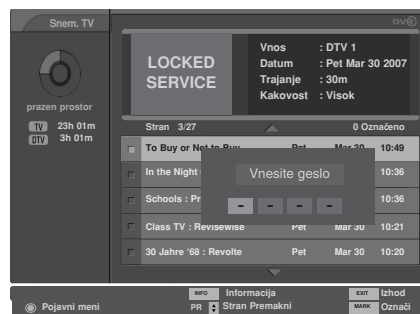 Snem. TV
DVR
LOCKED SERVICE
Vnos : DTV 1
Datum : Pet Mar 30 2007
Trajanje : 30m
Kakovost : Visok
prazen prostor
TV 23h 01m
DTV 3h 01m
Stran 3/27 0 Označeno
To Buy or Not to Buy Pet Mar 30 10:49
In the Night 10:36
Vnesite geslo
Schools : Pr 10:36
- - - -
Class TV : Revisewise Pet Mar 30 10:21
30 Jahre '68 : Revolte Pet Mar 30 10:20
INFO Informacija EXIT Izhod
Pojavni meni PR Stran Premakni MARK Označi